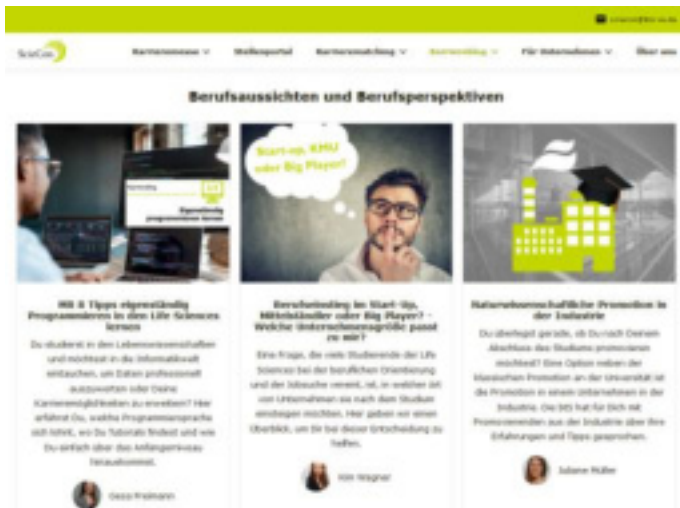 ScieCon
Karrieremesse
Stellenportal
Karrierematching
Karriereblog
Für Unternehmen
Über uns
Berufsaussichten und Berufsperspektiven
Eigenständig
programmieren lernen
Start-up, KMU
oder Big Player?
Mit 8 Tipps eigenständig
Programmieren in den Life Sciences
lernen
Du studierst in den Lebenswissenschaften
und möchtest in die Informatikwelt
eintauchen, um Daten professionell
auszuwerten oder Deine
Karrieremöglichkeiten zu erweitern? Hier
erfährst Du, welche Programmiersprache
sich lohnt, wo Du Tutorials findest und wie
Du einfach über das Anfängerniveau
hinauskommst.
Gesa Freimann
Berufseinstieg im Start-Up,
Mittelständler oder Big Player? -
Welche Unternehmensgröße passt
zu mir?
Eine Frage, die viele Studierende der Life
Sciences bei der beruflichen Orientierung
und der Jobsuche vereint, ist, in welcher Art
von Unternehmen sie nach dem Studium
einsteigen möchten. Hier geben wir einen
Überblick, um Dir bei dieser Entscheidung zu
helfen.
Kim Wagner
Naturwissenschaftliche Promotion in
der Industrie
Du überlegst gerade, ob Du nach Deinem
Abschluss des Studiums promovieren
möchtest? Eine Option neben der
klassischen Promotion an der Universität ist
die Promotion in einem Unternehmen in der
Industrie. Die btS hat für Dich mit
Promovierenden aus der Industrie über ihre
Erfahrungen und Tipps gesprochen.
Juliane Müller